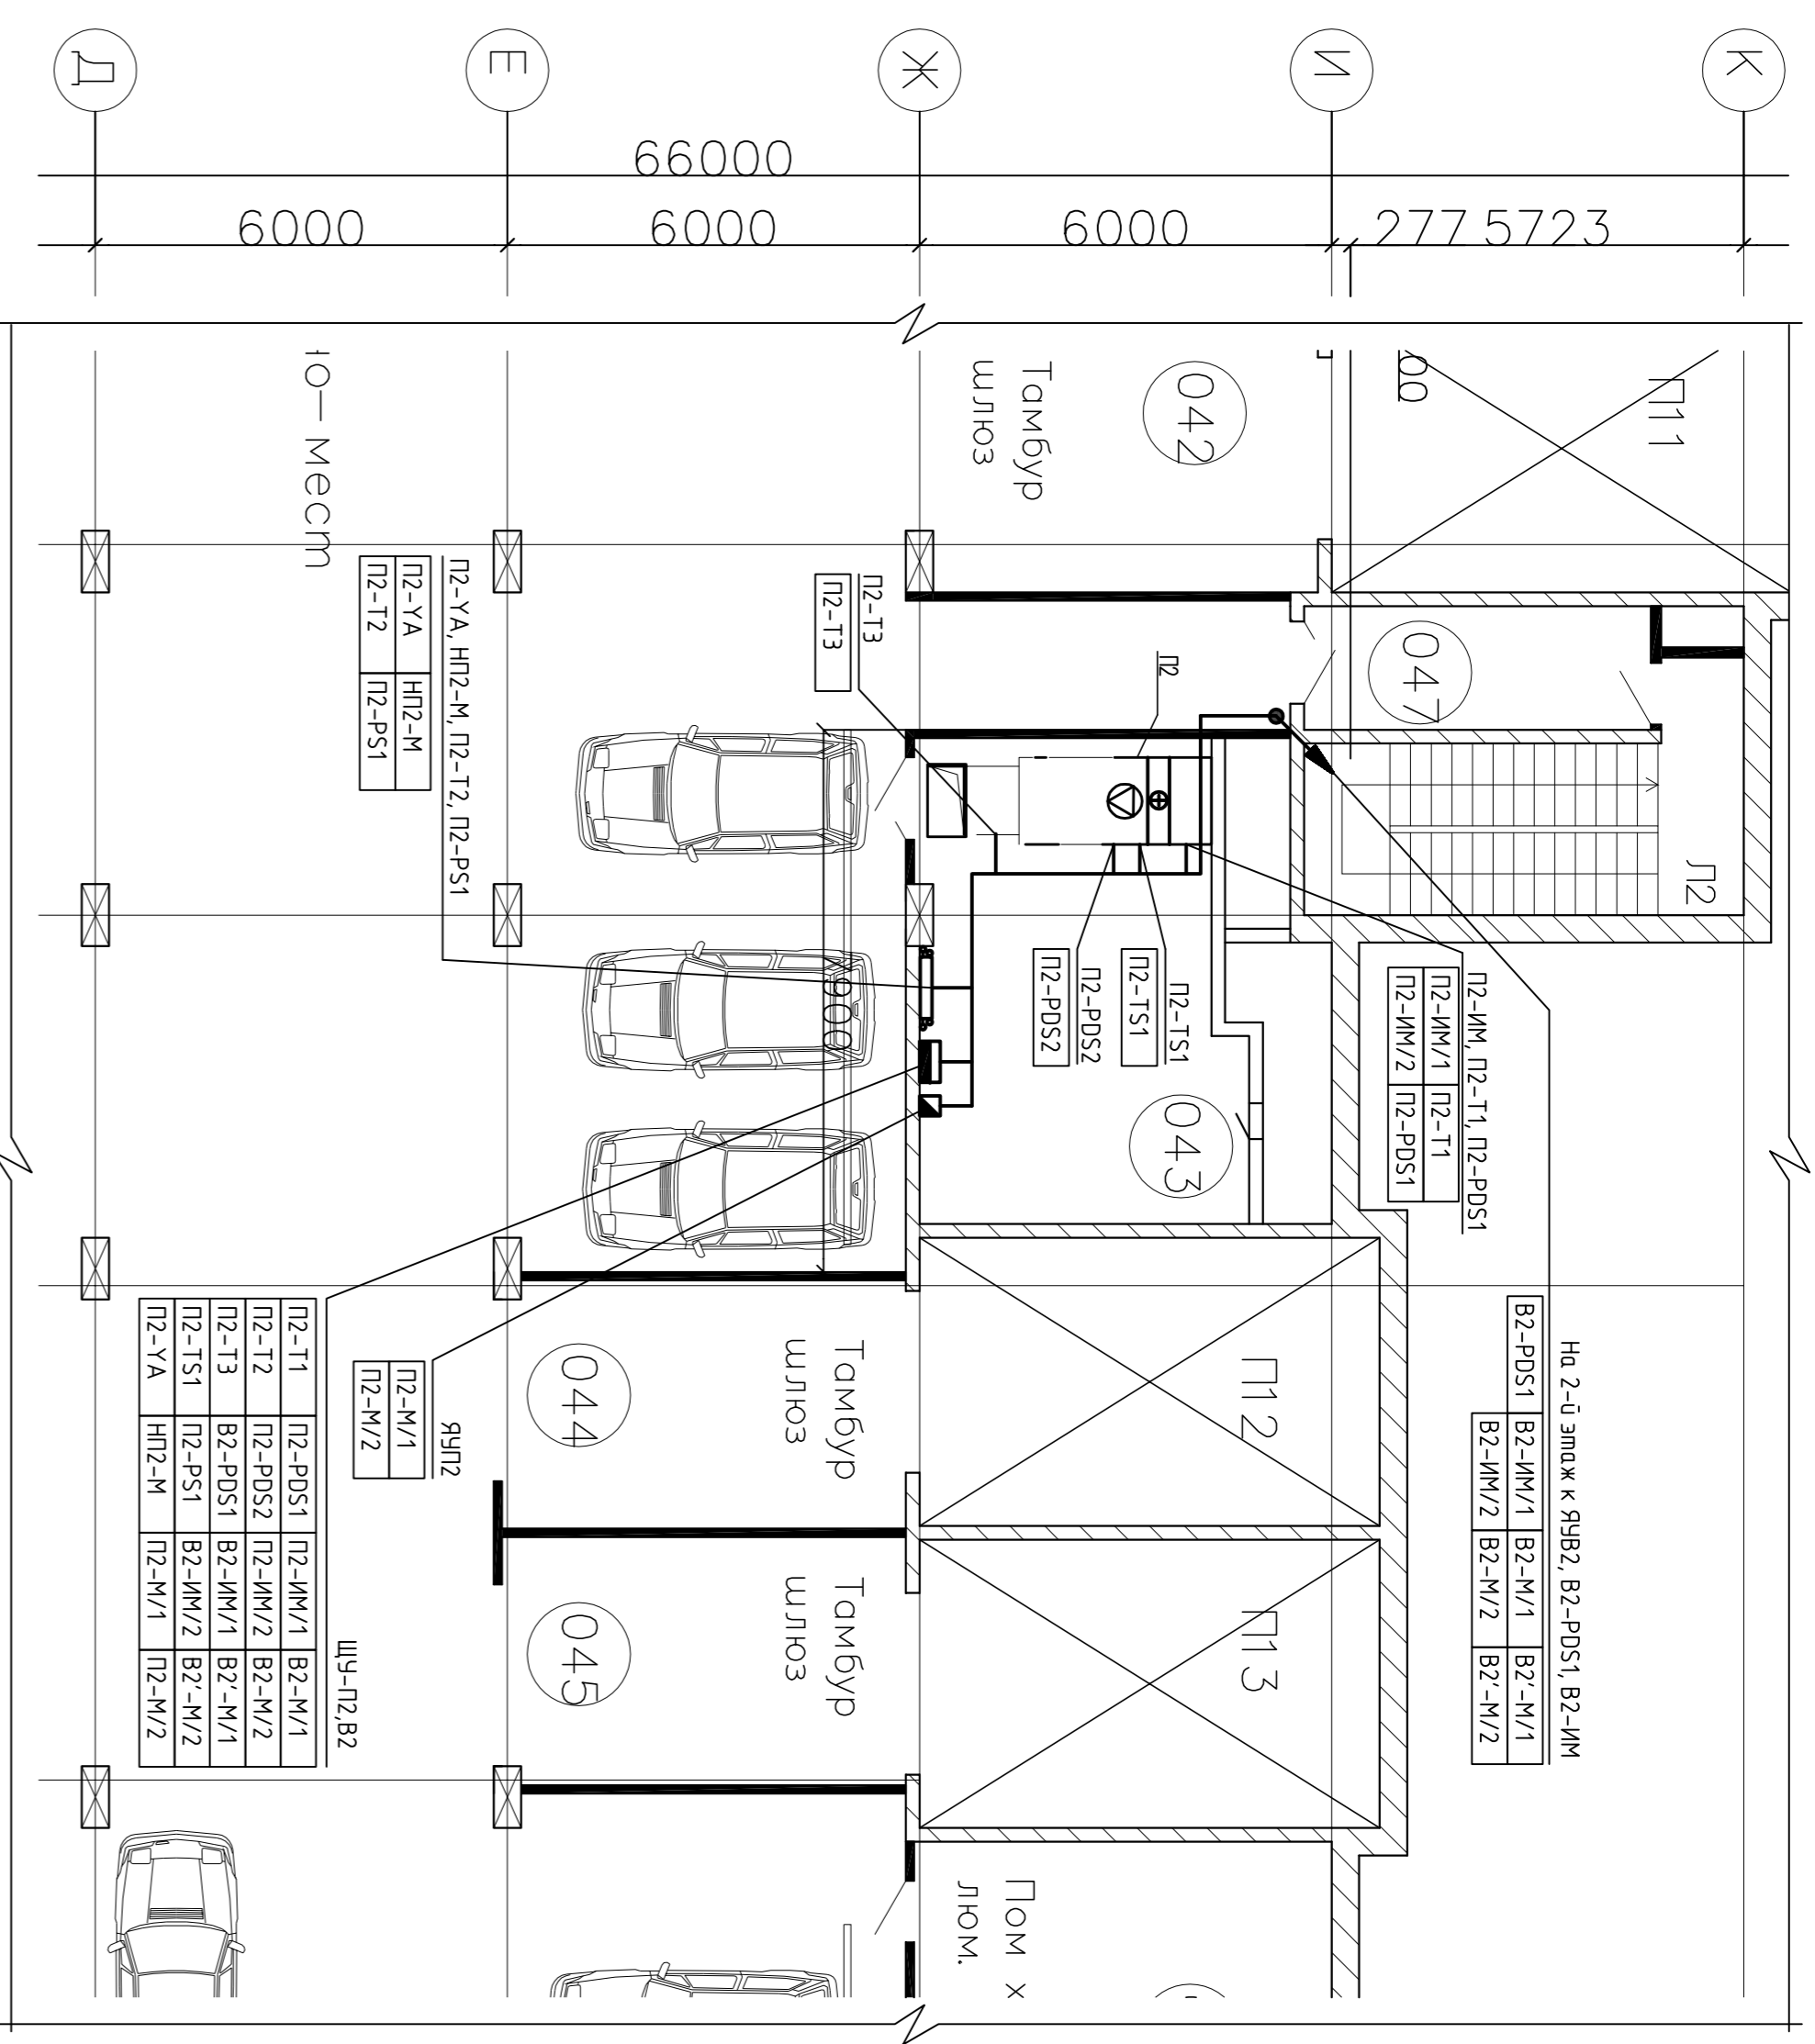 Д
Е
Ж
И
К
66000
6000
6000
6000
277
5723
П11
00
042
Тамбур
шлюз
о— мест
047
Л2
П2
П2-Т3
П2-Т3
П2-YA, НП2-М, П2-Т2, П2-PS1
П2-YA НП2-М
П2-Т2 П2-PS1
П2-ИМ, П2-Т1, П2-PDS1
П2-ИМ/1 П2-Т1
П2-ИМ/2 П2-PDS1
П2-TS1
П2-TS1
П2-PDS2
П2-PDS2
900
043
На 2-й этаж к ЯУВ2, В2-PDS1, В2-ИМ
В2-PDS1 В2-ИМ/1 В2-М/1 В2'-М/1
В2-ИМ/2 В2-М/2 В2'-М/2
П12
Тамбур
шлюз
044
ЯУП2
П2-М/1
П2-М/2
П13
Тамбур
шлюз
045
ЩУ-П2,В2
П2-Т1 П2-PDS1 П2-ИМ/1 В2-М/1
П2-Т2 П2-PDS2 П2-ИМ/2 В2-М/2
П2-Т3 В2-PDS1 В2-ИМ/1 В2'-М/1
П2-TS1 П2-PS1 В2-ИМ/2 В2'-М/2
П2-YA НП2-М П2-М/1 П2-М/2
Пом х
люм.